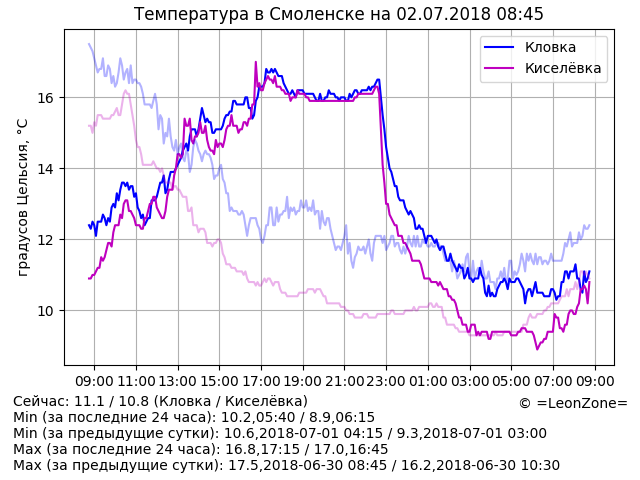 Температура в Смоленске на 02.07.2018 08:45
Кловка
Киселёвка
градусов Цельсия, °C
16
14
12
10
09:00 11:00 13:00 15:00 17:00 19:00 21:00 23:00 01:00 03:00 05:00 07:00 09:00
Сейчас: 11.1 / 10.8 (Кловка / Киселёвка)
© =LeonZone=
Min (за последние 24 часа): 10.2,05:40 / 8.9,06:15
Min (за предыдущие сутки): 10.6,2018-07-01 04:15 / 9.3,2018-07-01 03:00
Max (за последние 24 часа): 16.8,17:15 / 17.0,16:45
Max (за предыдущие сутки): 17.5,2018-06-30 08:45 / 16.2,2018-06-30 10:30